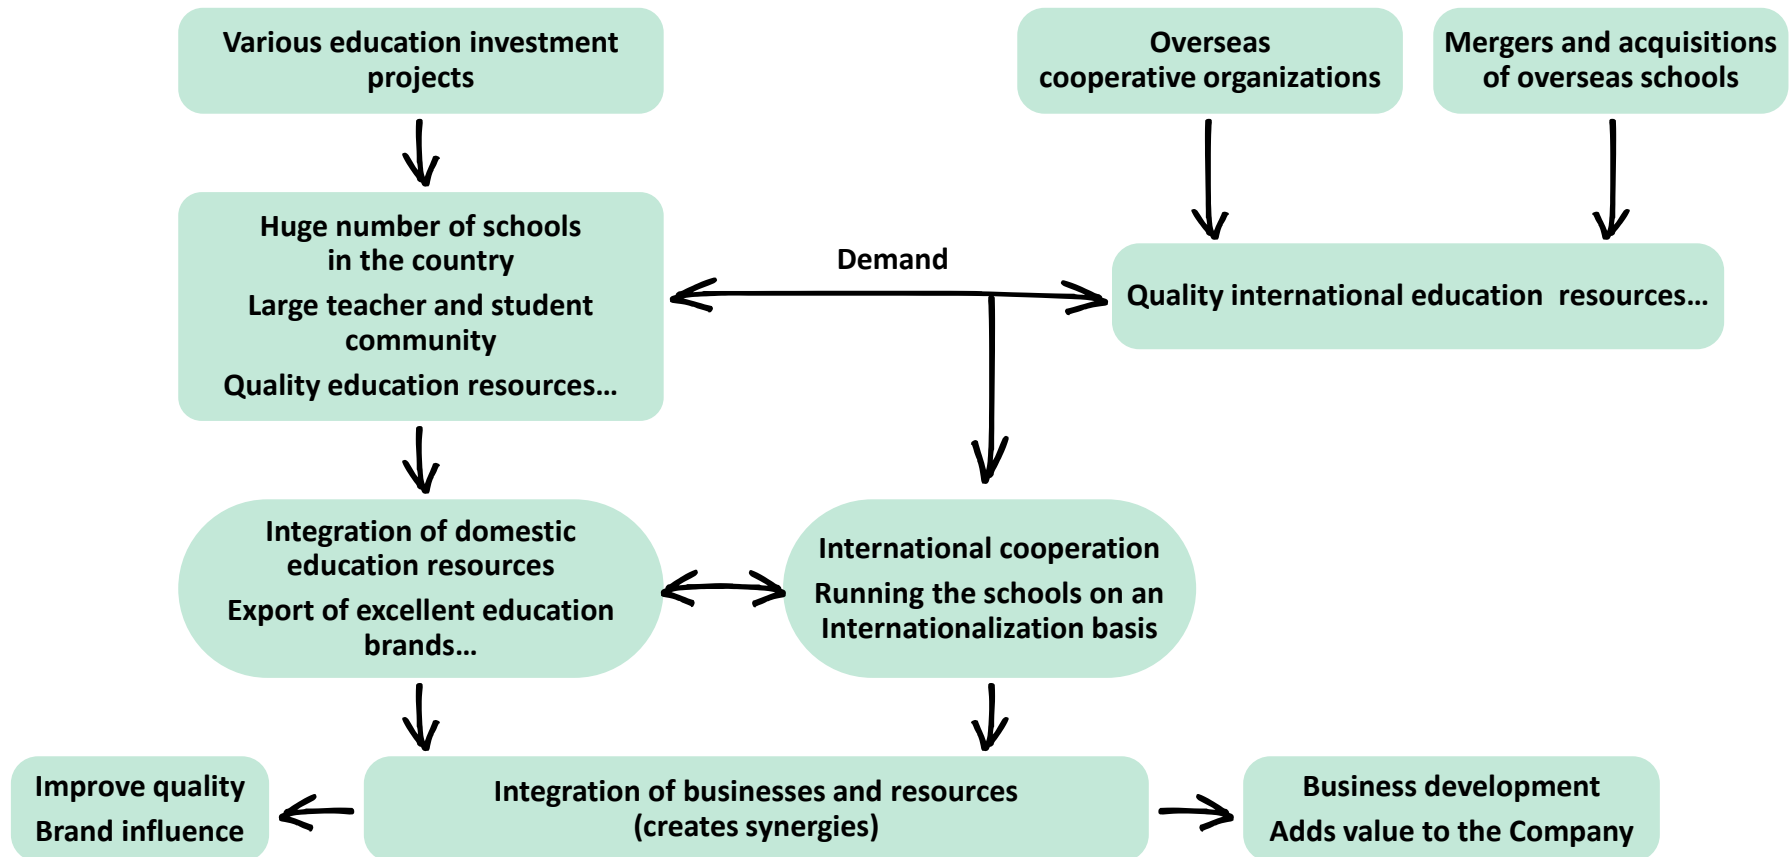 Various education investment
projects
Overseas
cooperative organizations
Mergers and acquisitions
of overseas schools
Huge number of schools
in the country
Large teacher and student
community
Quality education resources…
Demand
Quality international education  resources…
Integration of domestic
education resources
Export of excellent education
brands…
International cooperation
Running the schools on an
Internationalization basis
Improve quality
Brand influence
Integration of businesses and resources
(creates synergies)
Business development
Adds value to the Company